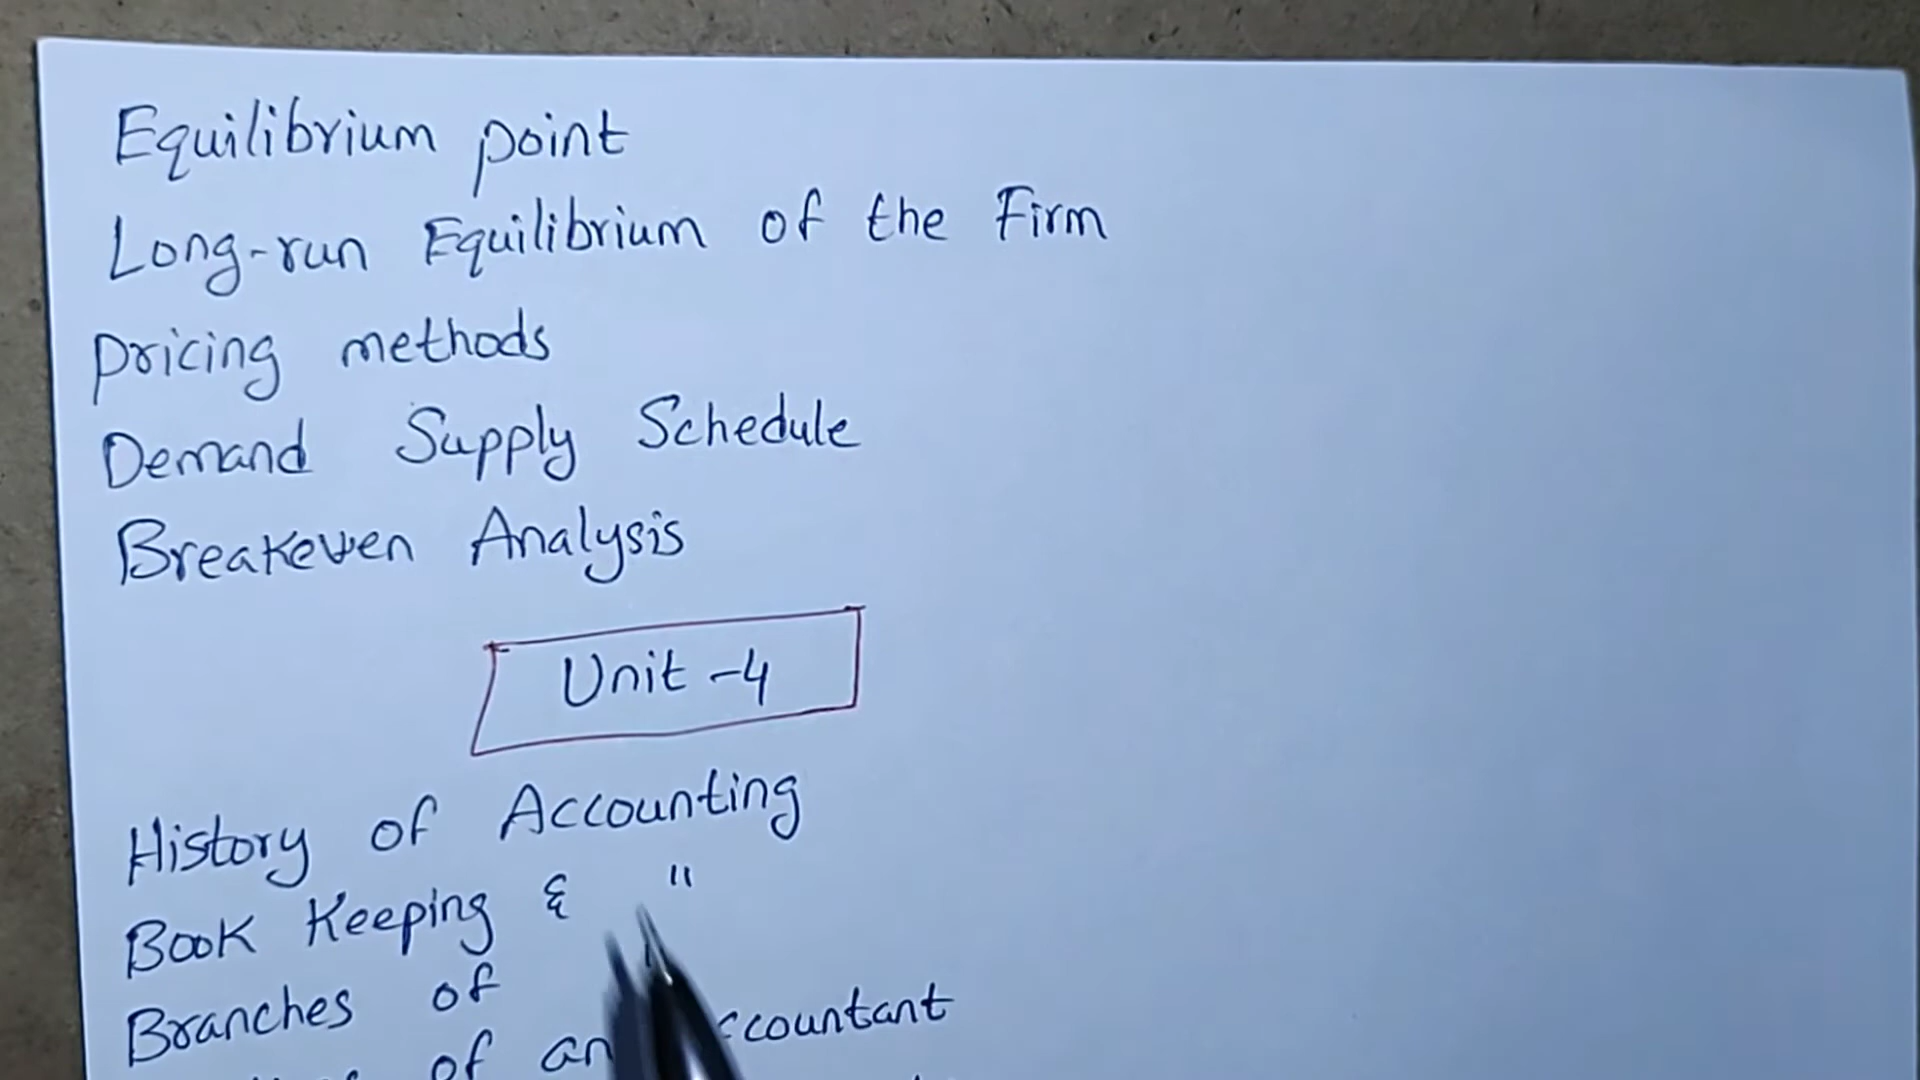 Equilibrium point
Long-run Equilibrium of the Firm
pricing methods
Demand Supply Schedule
Breakeven Analysis
Unit -4
History of Accounting
Book Keeping & "
Branches of
of an ccountant